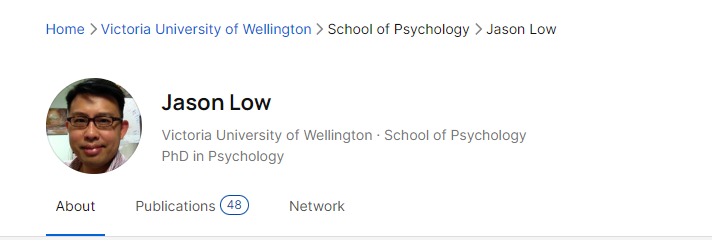 Home > Victoria University of Wellington > School of Psychology > Jason Low
Jason Low
Victoria University of Wellington · School of Psychology
PhD in Psychology
About Publications 48 Network